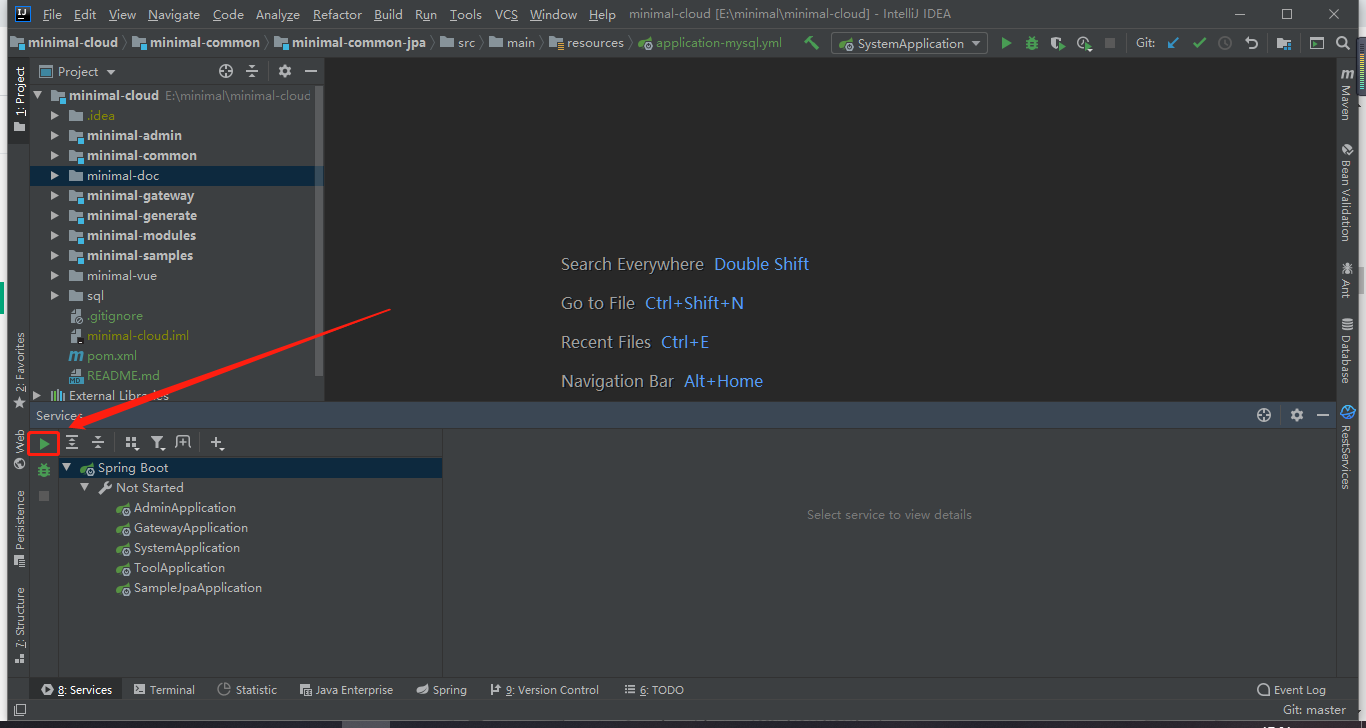 File Edit View Navigate Code Analyze Refactor Build Run Tools VCS Window Help minimal-cloud [E:\minimal\minimal-cloud] - IntelliJ IDEA
minimal-cloud minimal-common minimal-common-jpa src main resources application-mysql.yml SystemApplication Git:
Project
minimal-cloud E:\minimal\minimal-cloud
.idea
minimal-admin
minimal-common
minimal-doc
minimal-gateway
minimal-generate
minimal-modules
minimal-samples
minimal-vue
sql
.gitignore
minimal-cloud.iml
pom.xml
README.md
External Libraries
1: Project
2: Favorites
Web
Persistence
7: Structure
Search Everywhere Double Shift
Go to File Ctrl+Shift+N
Recent Files Ctrl+E
Navigation Bar Alt+Home
Maven
Bean Validation
Ant
Database
RestServices
Services
Spring Boot
Not Started
AdminApplication
GatewayApplication
SystemApplication
ToolApplication
SampleJpaApplication
Select service to view details
8: Services Terminal Statistic Java Enterprise Spring 9: Version Control 6: TODO Event Log
Git: master